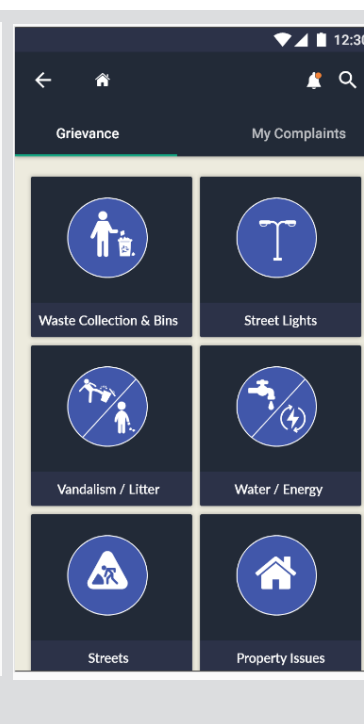 12:30
Grievance My Complaints
Waste Collection & Bins Street Lights
Vandalism / Litter Water / Energy
Streets Property Issues